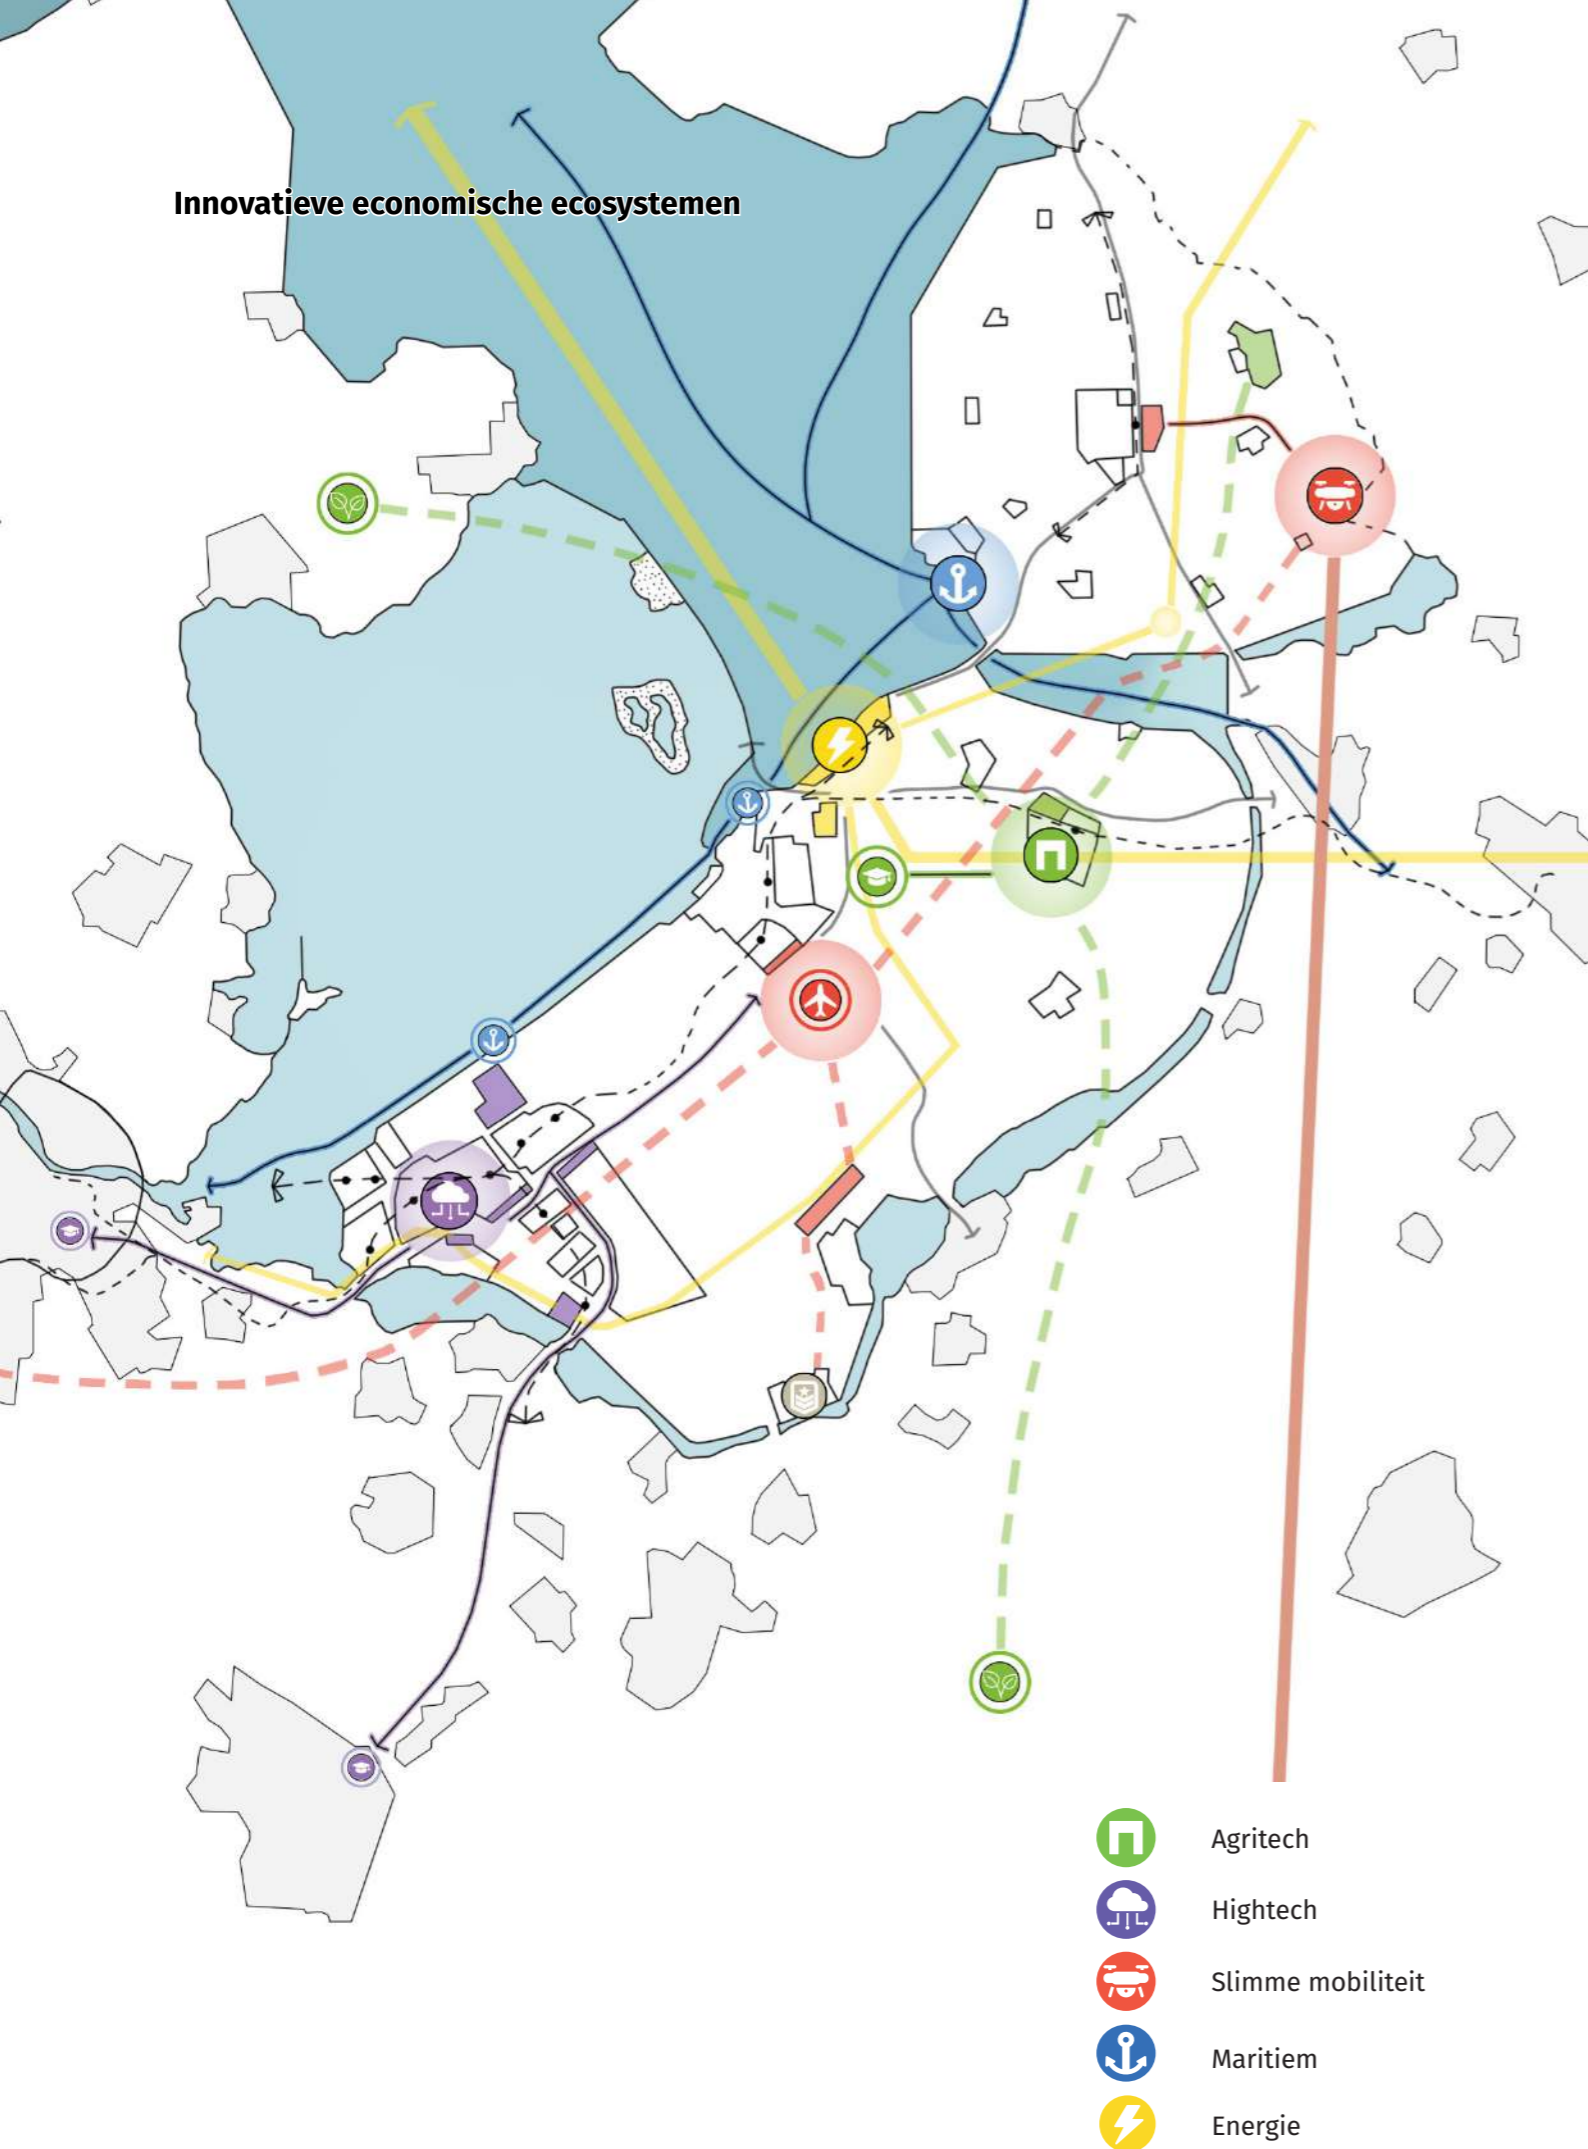 Innovatieve economische ecosystemen
Agritech
Hightech
Slimme mobiliteit
Maritiem
Energie